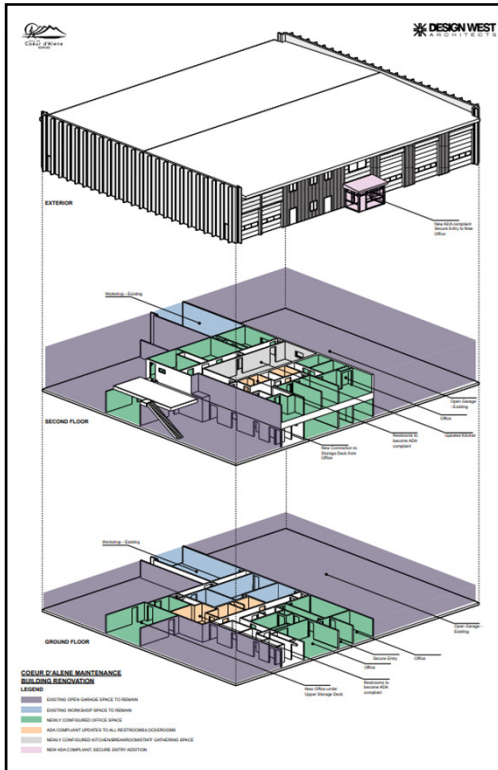 Coeur d'Alene
DESIGN WEST
ARCHITECTS
EXTERIOR
New ADA compliant
Secure Entry to New
Office
Workshop - Existing
Open Garage -
Existing
Office
Updated Kitchen
Restrooms to
become ADA
compliant
New Connection to
Storage Deck from
Office
SECOND FLOOR
Workshop - Existing
Open Garage -
Existing
Office
Secure Entry
Office
Restrooms to
become ADA
compliant
New Office under
Upper Storage Deck
GROUND FLOOR
COEUR D'ALENE MAINTENANCE
BUILDING RENOVATION
LEGEND
EXISTING OPEN GARAGE SPACE TO REMAIN
EXISTING WORKSHOP SPACE TO REMAIN
NEWLY CONFIGURED OFFICE SPACE
ADA COMPLIANT UPDATES TO ALL RESTROOMS/LOCKEROOMS
NEWLY CONFIGURED KITCHEN/BREAKROOM/STAFF GATHERING SPACE
NEW ADA COMPLIANT, SECURE ENTRY ADDITION